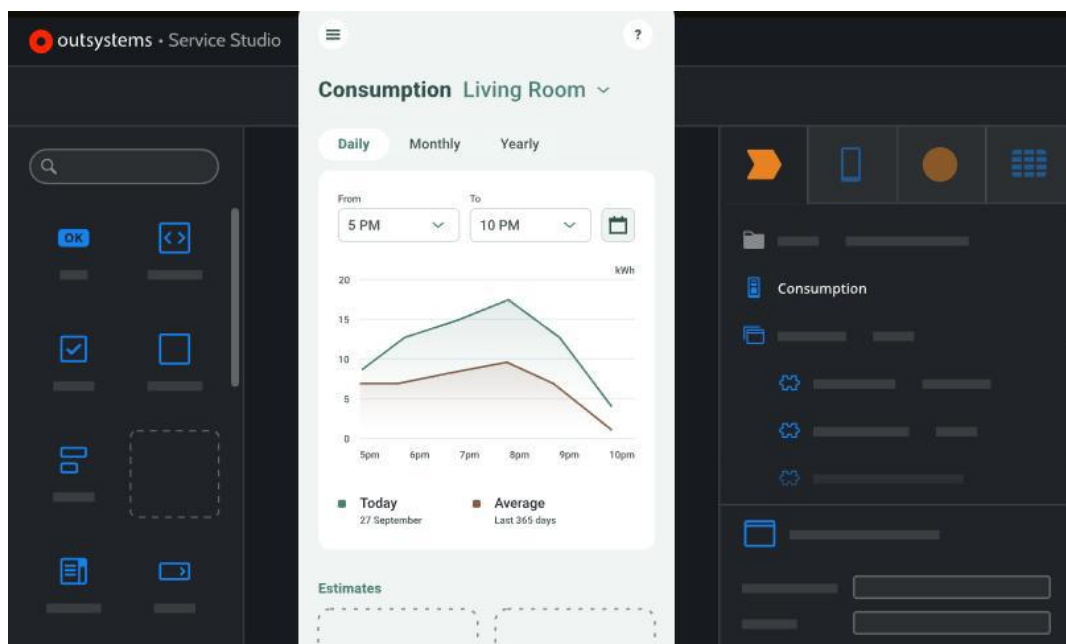 outsystems • Service Studio
?
Consumption Living Room
Daily Monthly Yearly
From To
5 PM 10 PM
kWh
20
15
10
5
0
5pm 6pm 7pm 8pm 9pm 10pm
Today Average
27 September Last 365 days
Estimates
OK
Consumption